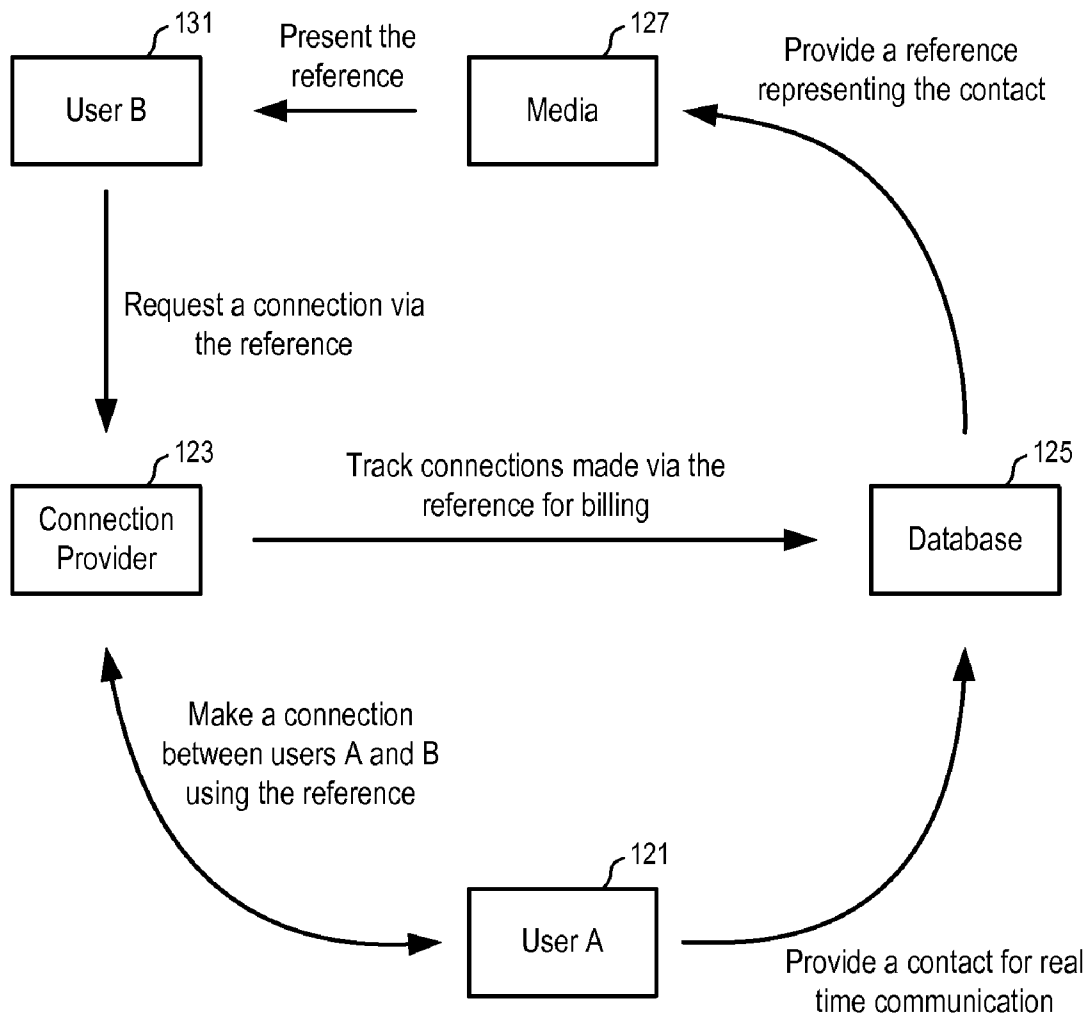 131
User B
Present the
reference
127
Media
Provide a reference
representing the contact
Request a connection via
the reference
123
Connection
Provider
Track connections made via the
reference for billing
125
Database
Make a connection
between users A and B
using the reference
121
User A
Provide a contact for real
time communication